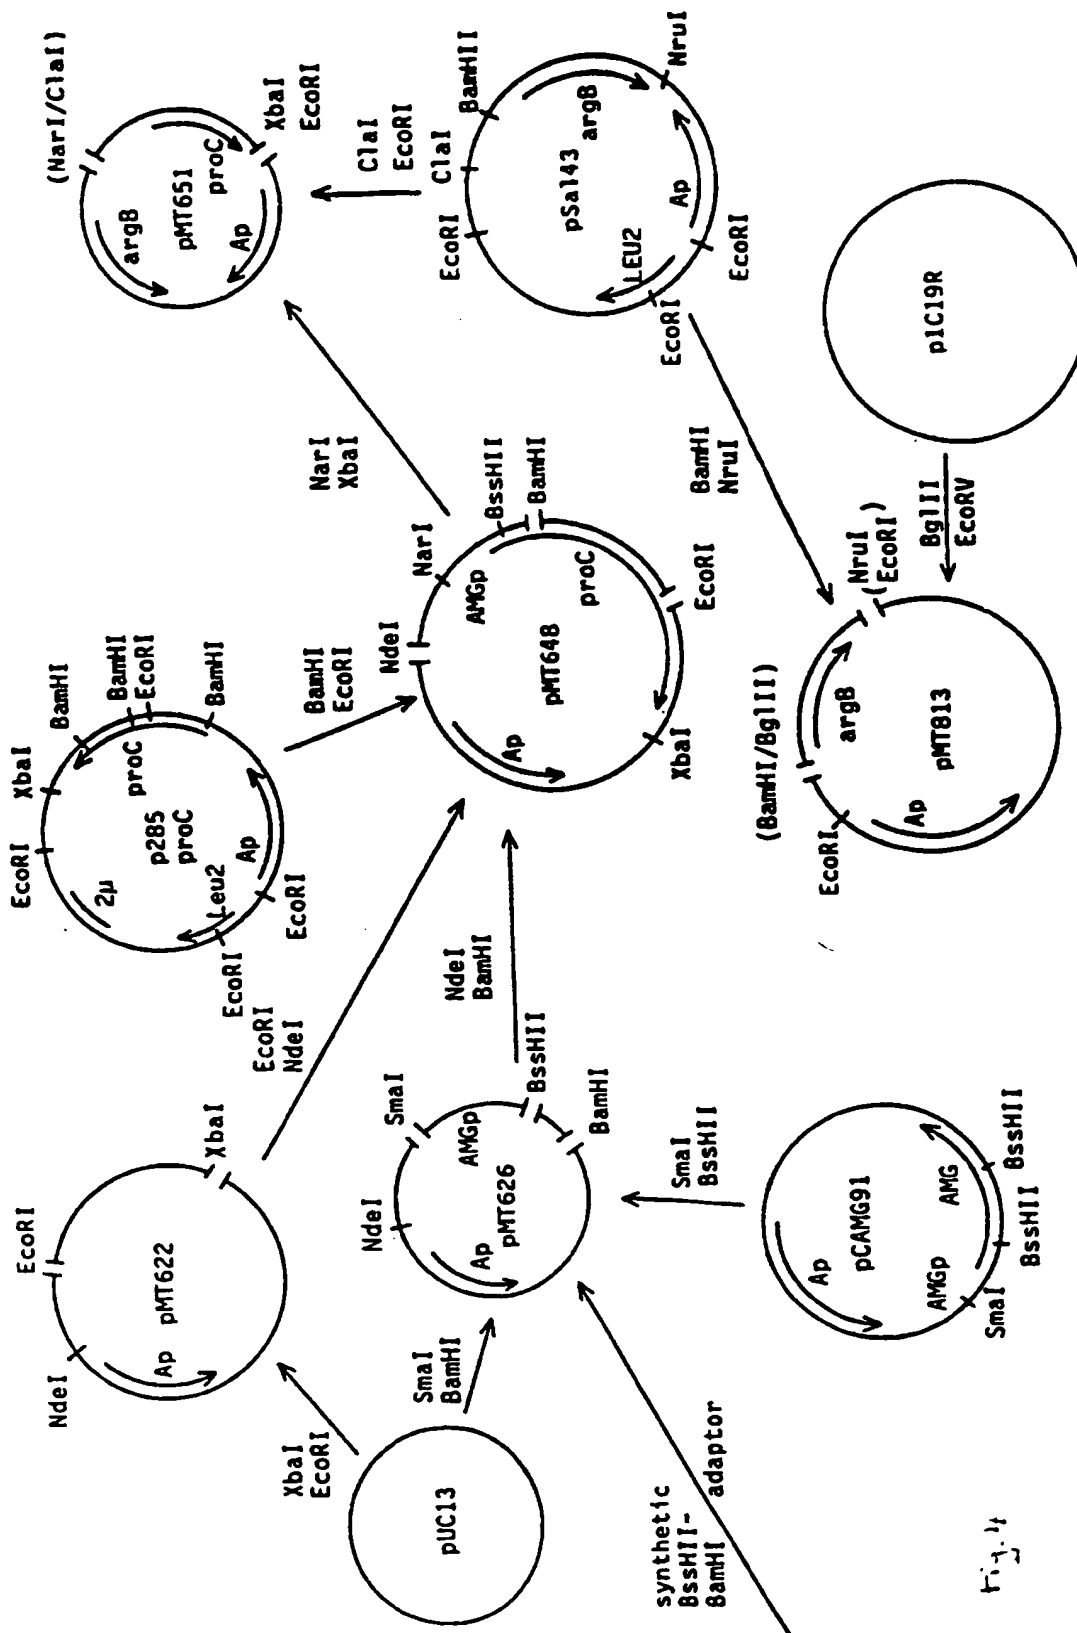 EcoRI
XbaI
BamHI
BamHI
EcoRI
BamHI
2µ
proC
p285
proC
Leu2
Ap
EcoRI
EcoRI
BamHI
EcoRI
(NarI/ClaI)
argB
pMT651
proC
Ap
XbaI
EcoRI
NarI
XbaI
ClaI
EcoRI
EcoRI
ClaI
BamHII
pSal43
argB
NruI
Ap
LEU2
EcoRI
EcoRI
NdeI
EcoRI
Ap
pMT622
XbaI
EcoRI
NdeI
XbaI
EcoRI
pUC13
SmaI
BamHI
NdeI
SmaI
AMGp
Ap
pMT626
BssHII
BamHI
NdeI
BamHI
NdeI
NarI
AMGp
BssHII
BamHI
Ap
pMT648
proC
XbaI
EcoRI
BamHI
NruI
synthetic
BssHII-
BamHI
adaptor
SmaI
BssHII
Ap
pCAMG91
AMGp
AMG
SmaI
BssHII
BssHII
(BamHI/BglII)
EcoRI
argB
(NruI
EcoRI)
Ap
pMT813
BglII
EcoRV
pIC19R
Fig.4